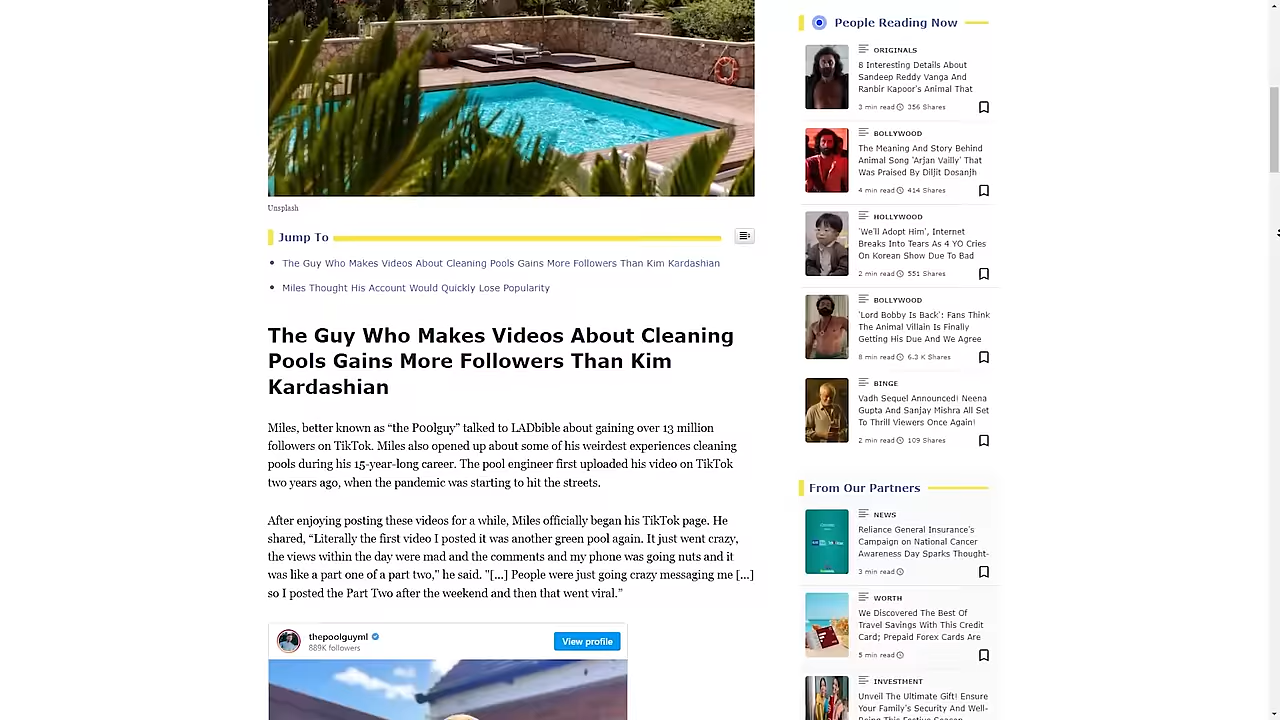 Unsplash
Jump To
The Guy Who Makes Videos About Cleaning Pools Gains More Followers Than Kim Kardashian
Miles Thought His Account Would Quickly Lose Popularity
The Guy Who Makes Videos About Cleaning
Pools Gains More Followers Than Kim
Kardashian
Miles, better known as “the P00lguy” talked to LADbible about gaining over 13 million
followers on TikTok. Miles also opened up about some of his weirdest experiences cleaning
pools during his 15-year-long career. The pool engineer first uploaded his video on TikTok
two years ago, when the pandemic was starting to hit the streets.
After enjoying posting these videos for a while, Miles officially began his TikTok page. He
shared, “Literally the first video I posted it was another green pool again. It just went crazy,
the views within the day were mad and the comments and my phone was going nuts and it
was like a part one of a part two," he said. "[...] People were just going crazy messaging me [...]
so I posted the Part Two after the weekend and then that went viral.”
thepoolguyml
889K followers
View profile
People Reading Now
ORIGINALS
8 Interesting Details About
Sandeep Reddy Vanga And
Ranbir Kapoor's Animal That
3 min read 356 Shares
BOLLYWOOD
The Meaning And Story Behind
Animal Song 'Arjan Vailly' That
Was Praised By Diljit Dosanjh
4 min read 414 Shares
HOLLYWOOD
'We'll Adopt Him', Internet
Breaks Into Tears As 4 YO Cries
On Korean Show Due To Bad
2 min read 551 Shares
BOLLYWOOD
'Lord Bobby Is Back': Fans Think
The Animal Villain Is Finally
Getting His Due And We Agree
8 min read 6.3 K Shares
BINGE
Vadh Sequel Announced! Neena
Gupta And Sanjay Mishra All Set
To Thrill Viewers Once Again!
2 min read 109 Shares
From Our Partners
NEWS
Reliance General Insurance's
Campaign on National Cancer
Awareness Day Sparks Thought-
3 min read
WORTH
We Discovered The Best Of
Travel Savings With This Credit
Card; Prepaid Forex Cards Are
5 min read
INVESTMENT
Unveil The Ultimate Gift! Ensure
Your Family's Security And Well-
Being This Festive Season